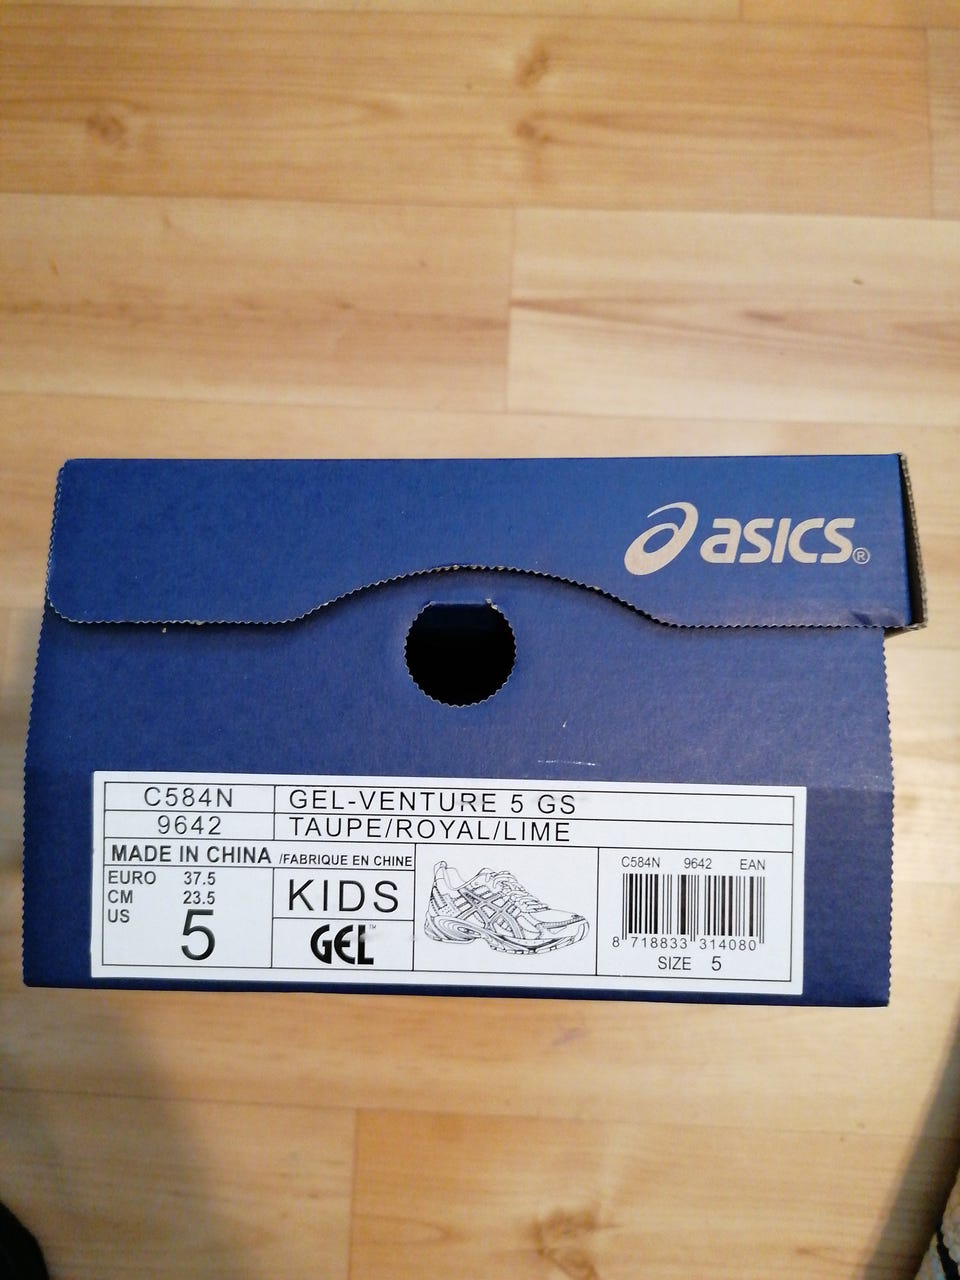 asics®
C584N GEL-VENTURE 5 GS
9642 TAUPE/ROYAL/LIME
MADE IN CHINA /FABRIQUE EN CHINE
EURO 37.5
CM 23.5
US 5
KIDS
GEL™
C584N 9642 EAN
8 718833 314080
SIZE 5